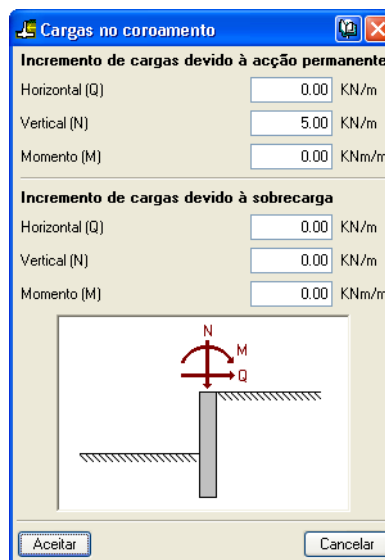 Cargas no coroamento
Incremento de cargas devido à acção permanente
Horizontal (Q) 0.00 KN/m
Vertical (N) 5.00 KN/m
Momento (M) 0.00 KNm/m
Incremento de cargas devido à sobrecarga
Horizontal (Q) 0.00 KN/m
Vertical (N) 0.00 KN/m
Momento (M) 0.00 KNm/m
N
M
Q
Aceitar Cancelar